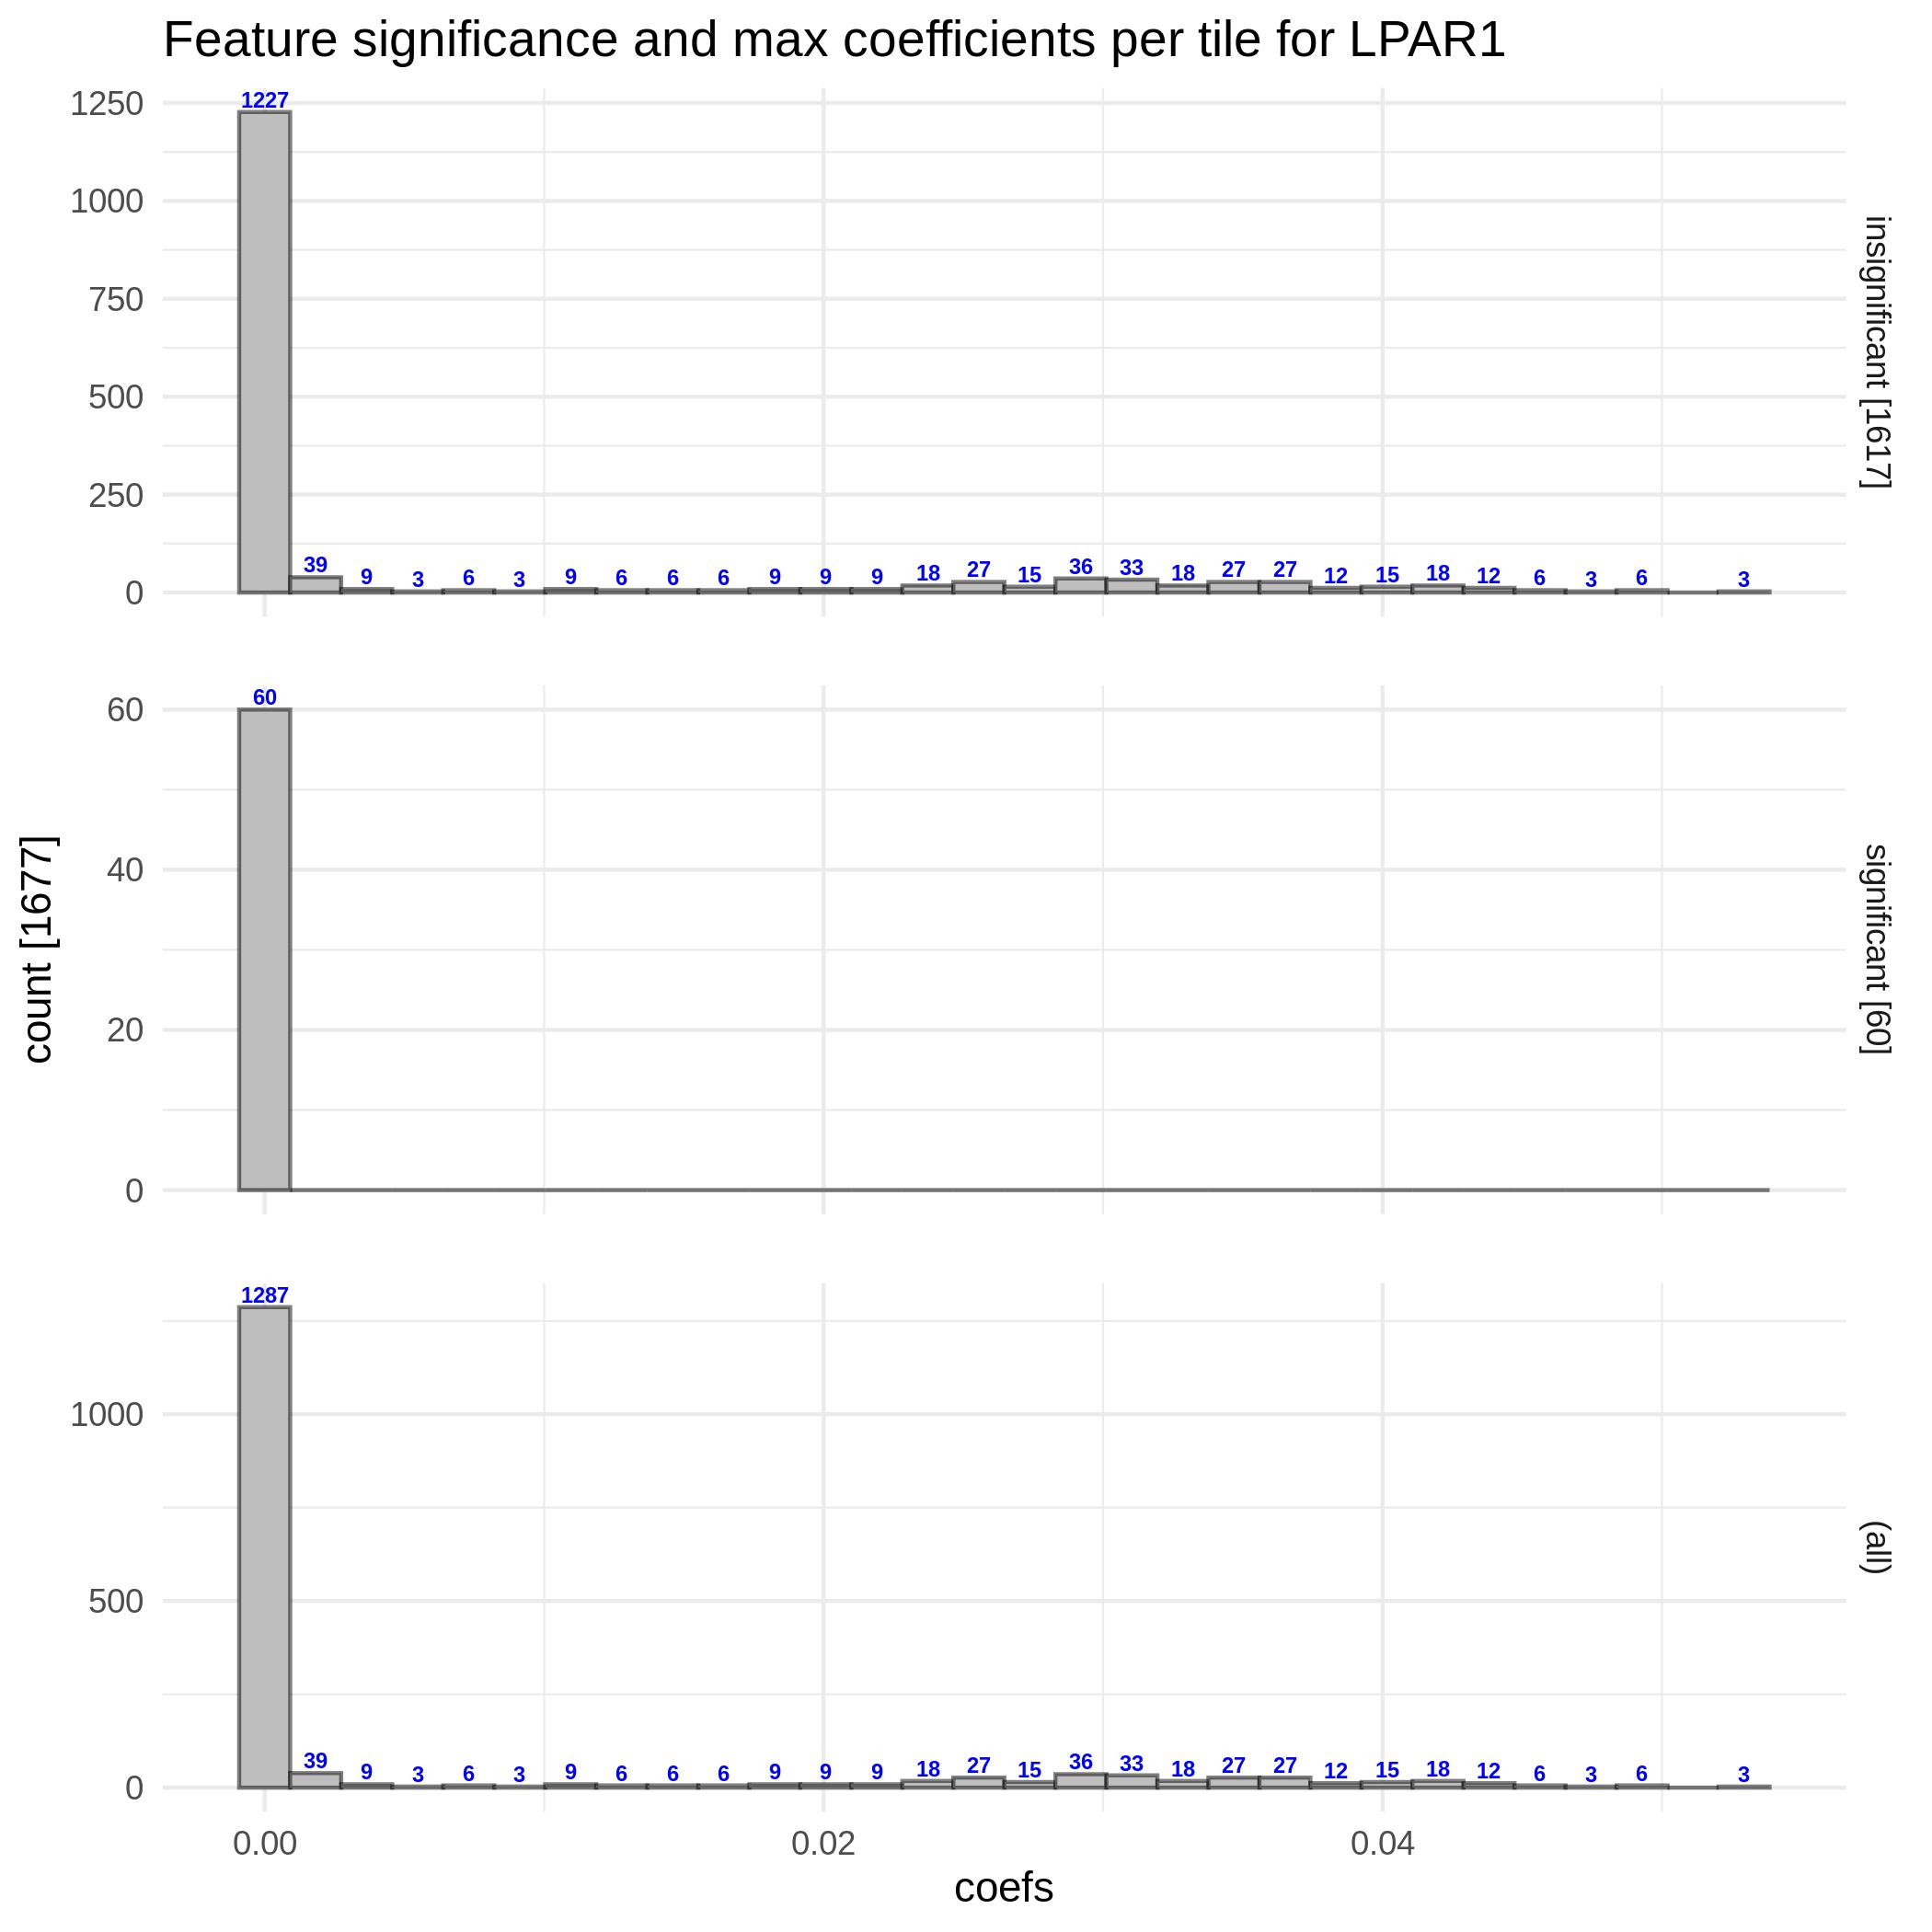 Feature significance and max coefficients per tile for LPAR1
1250
1000
750
500
250
0
1227
39 9 3 6 3 9 6 6 6 9 9 9 18 27 15 36 33 18 27 27 12 15 18 12 6 3 6 3
insignificant [1617]
60
40
20
0
60
significant [60]
count [1677]
1000
500
0
1287
39 9 3 6 3 9 6 6 6 9 9 9 18 27 15 36 33 18 27 27 12 15 18 12 6 3 6 3
(all)
0.00 0.02 0.04
coefs